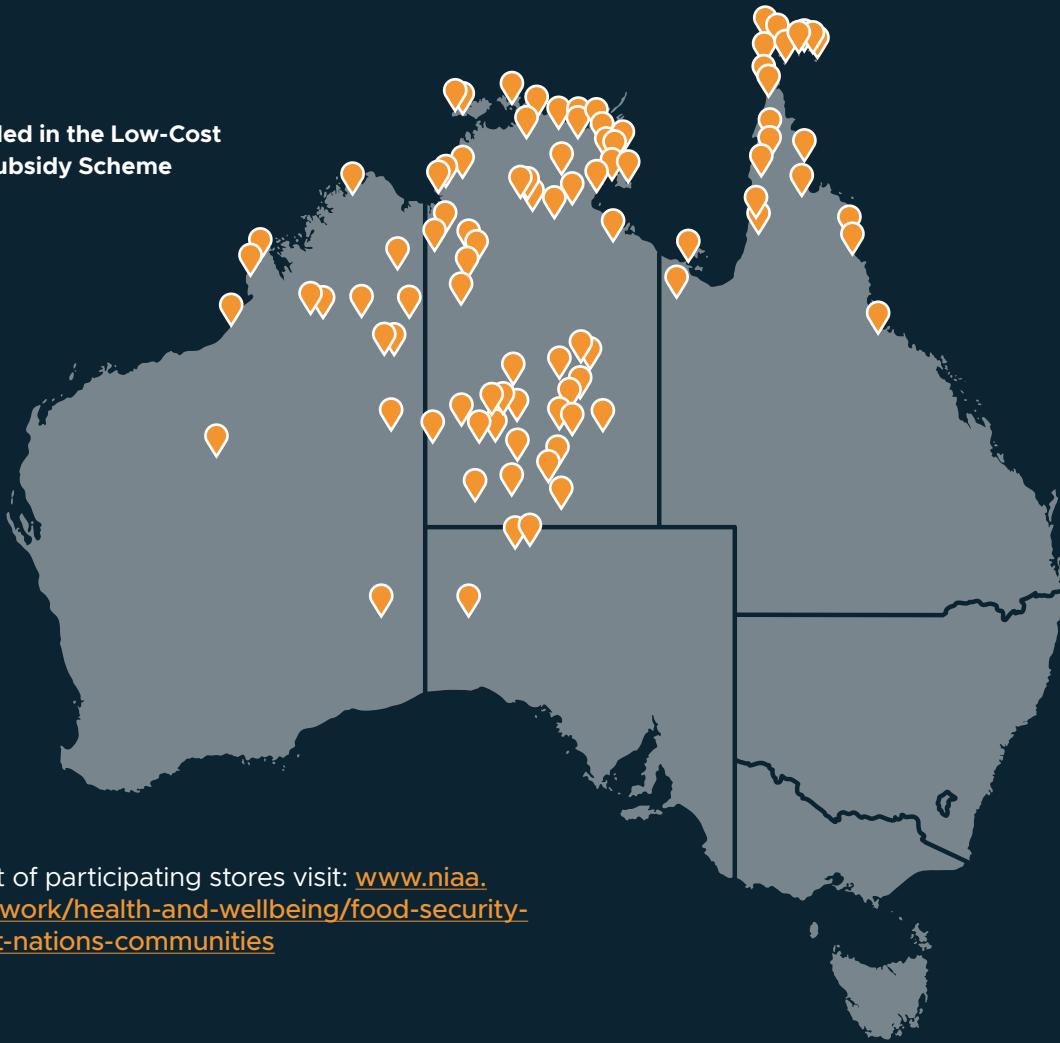 ded in the Low-Cost
ubsidy Scheme
t of participating stores visit: www.niaa.
work/health-and-wellbeing/food-security-
t-nations-communities